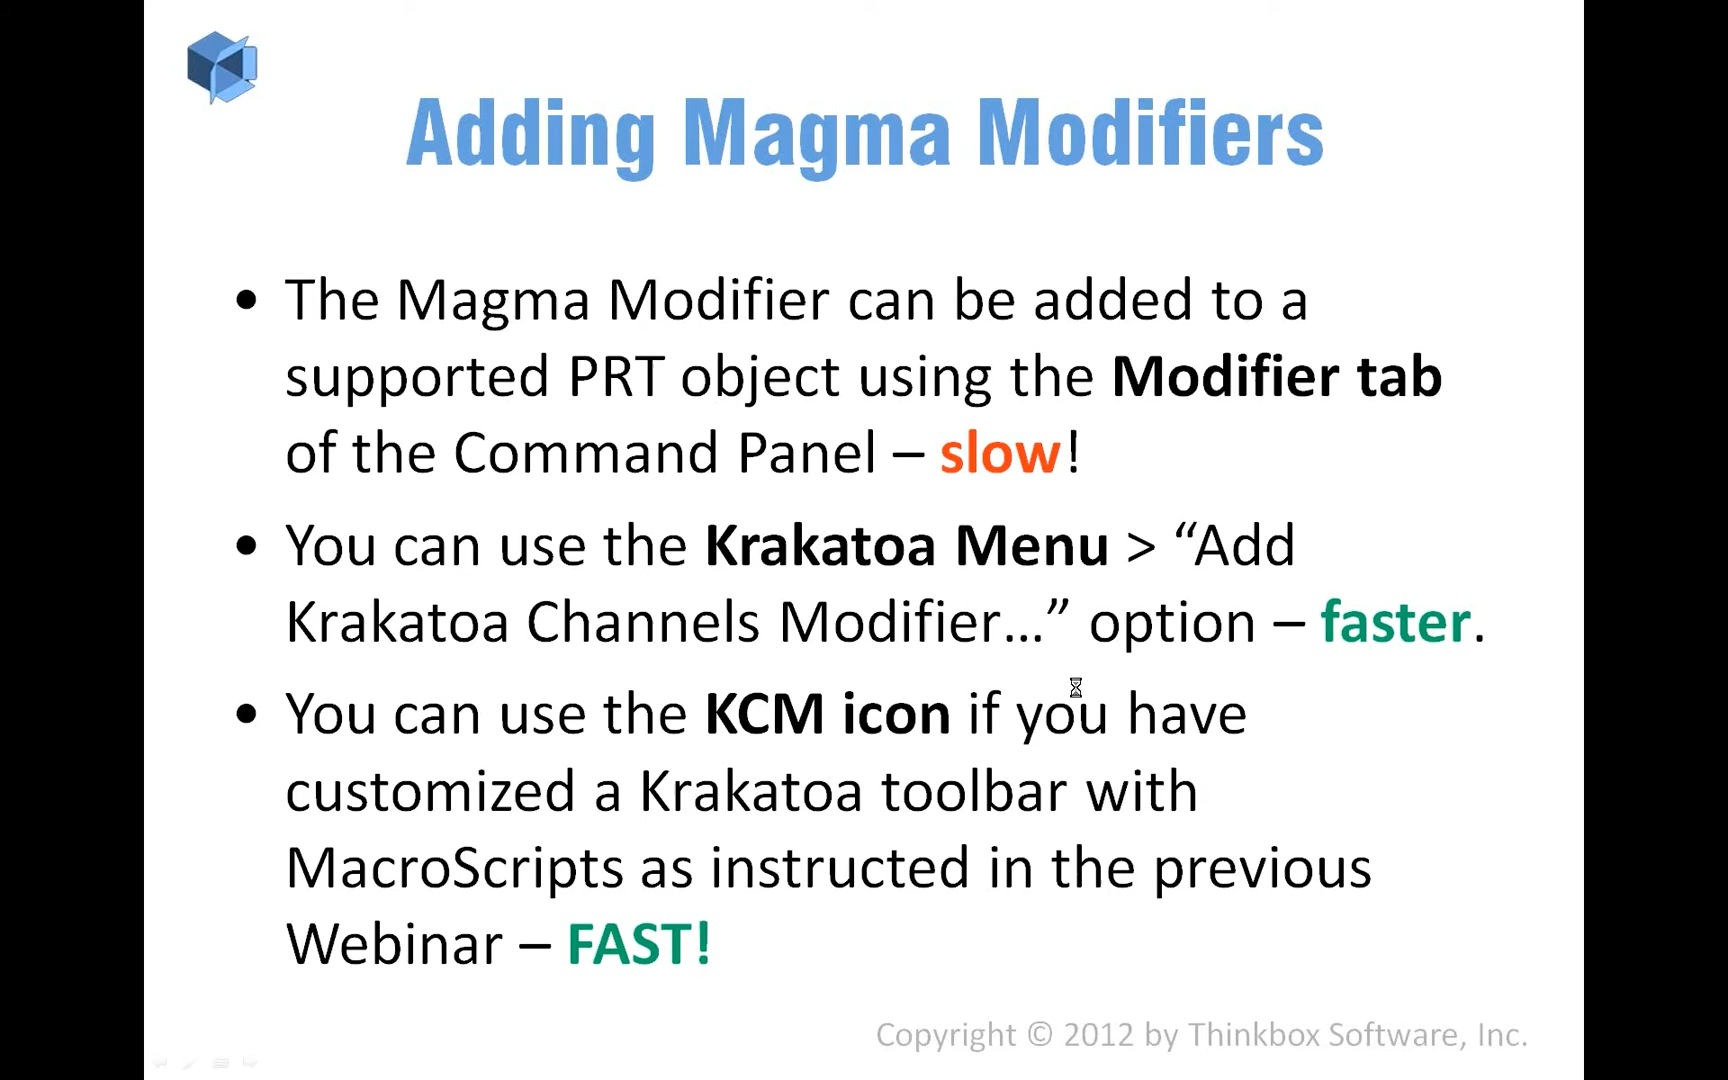 Adding Magma Modifiers
• The Magma Modifier can be added to a
supported PRT object using the Modifier tab
of the Command Panel – slow!
• You can use the Krakatoa Menu > “Add
Krakatoa Channels Modifier…” option – faster.
• You can use the KCM icon if you have
customized a Krakatoa toolbar with
MacroScripts as instructed in the previous
Webinar – FAST!
Copyright © 2012 by Thinkbox Software, Inc.